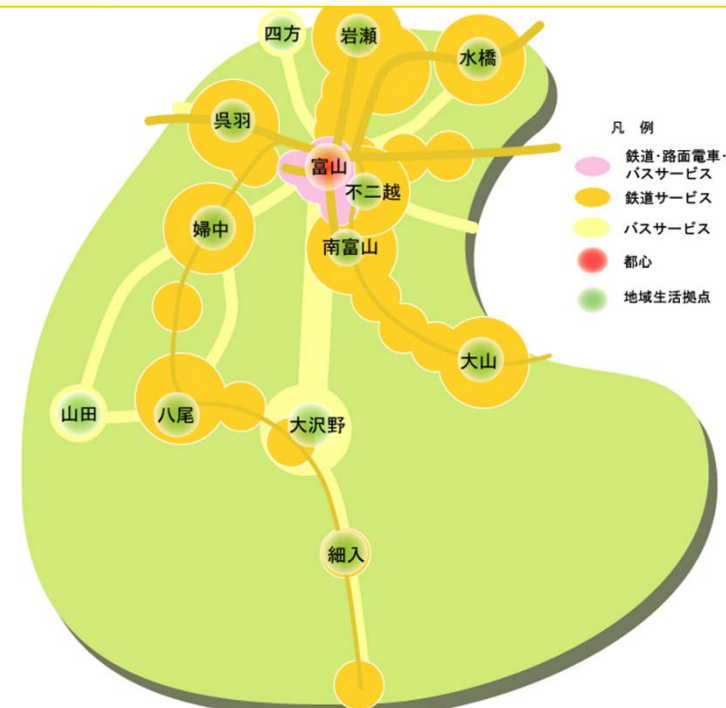 四方
岩瀬
水橋
呉羽
富山
不二越
婦中
南富山
大山
山田
八尾
大沢野
細入
凡 例
鉄道・路面電車・
バスサービス
鉄道サービス
バスサービス
都心
地域生活拠点